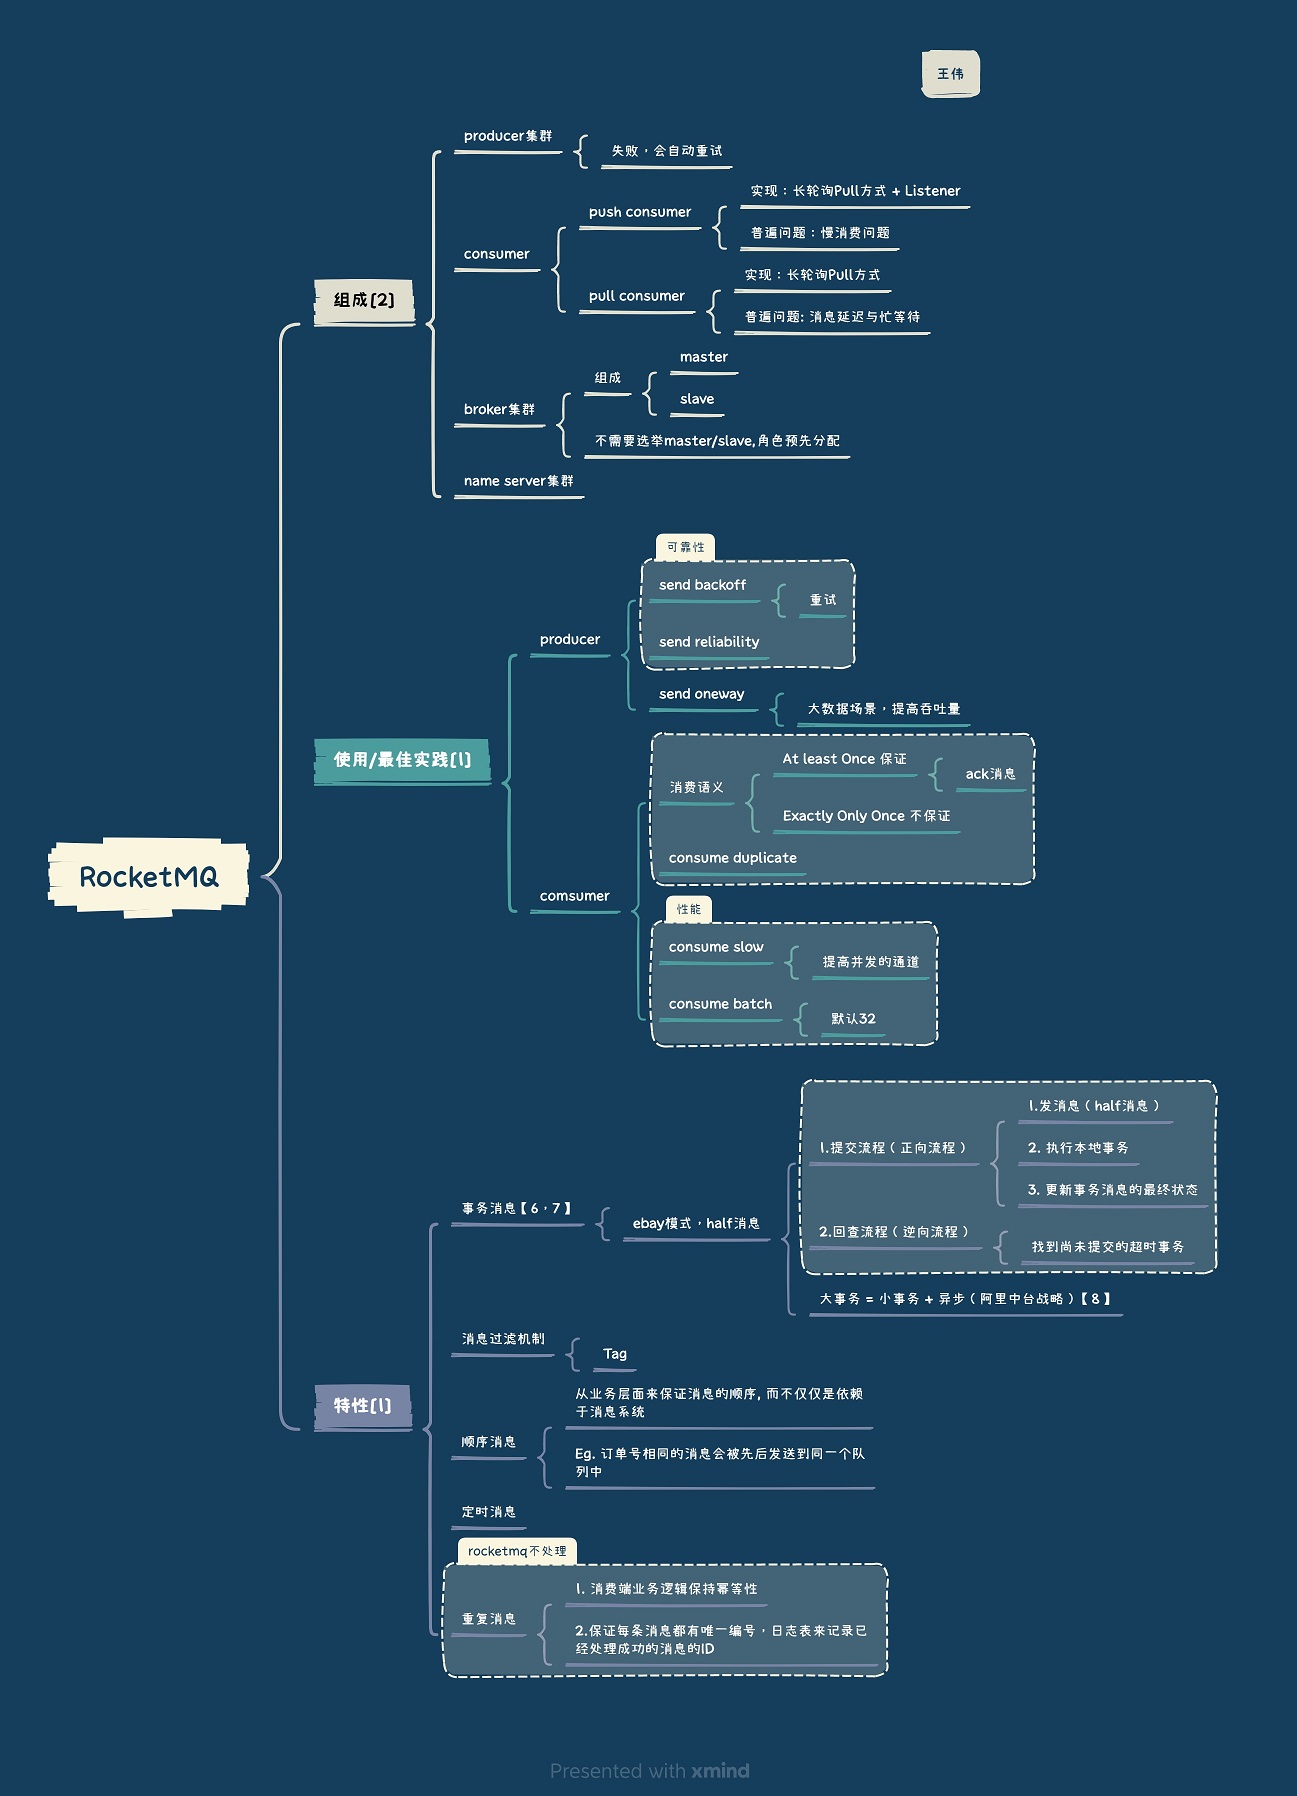 王伟
producer集群
失败，会自动重试
实现：长轮询Pull方式 + Listener
push consumer
普遍问题：慢消费问题
consumer
实现：长轮询Pull方式
pull consumer
组成[2]
普遍问题: 消息延迟与忙等待
master
组成
slave
broker集群
不需要选举master/slave,角色预先分配
name server集群
可靠性
send backoff
重试
producer
send reliability
send oneway
大数据场景，提高吞吐量
使用/最佳实践[1]
At least Once 保证
ack消息
消费语义
Exactly Only Once 不保证
consume duplicate
RocketMQ
comsumer
性能
consume slow
提高并发的通道
consume batch
默认32
1.发消息（half消息）
1.提交流程（正向流程）
2. 执行本地事务
3. 更新事务消息的最终状态
事务消息【6，7】
ebay模式，half消息
2.回查流程（逆向流程）
找到尚未提交的超时事务
大事务 = 小事务 + 异步（阿里中台战略）【8】
消息过滤机制
Tag
特性[1]
从业务层面来保证消息的顺序, 而不仅仅是依赖
于消息系统
顺序消息
Eg. 订单号相同的消息会被先后发送到同一个队
列中
定时消息
rocketmq不处理
1. 消费端业务逻辑保持幂等性
重复消息
2.保证每条消息都有唯一编号，日志表来记录已
经处理成功的消息的ID
Presented with xmind